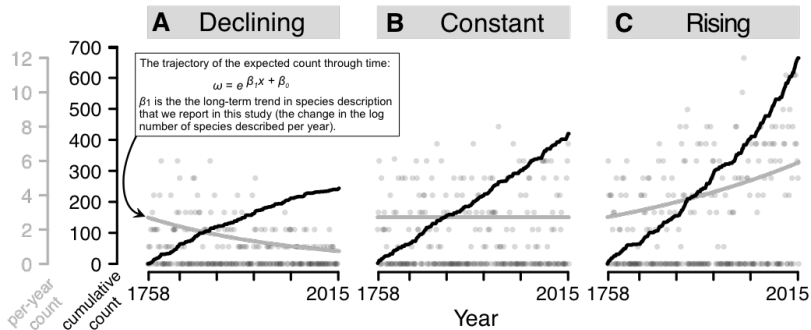 A Declining
B Constant
C Rising
12
10
8
6
4
2
0
per-year
count
700
600
500
400
300
200
100
0
cumulative
count
The trajectory of the expected count through time:
ω = e β₁x + β₀
β1 is the the long-term trend in species description
that we report in this study (the change in the log
number of species described per year).
1758 2015
1758 2015
1758 2015
Year